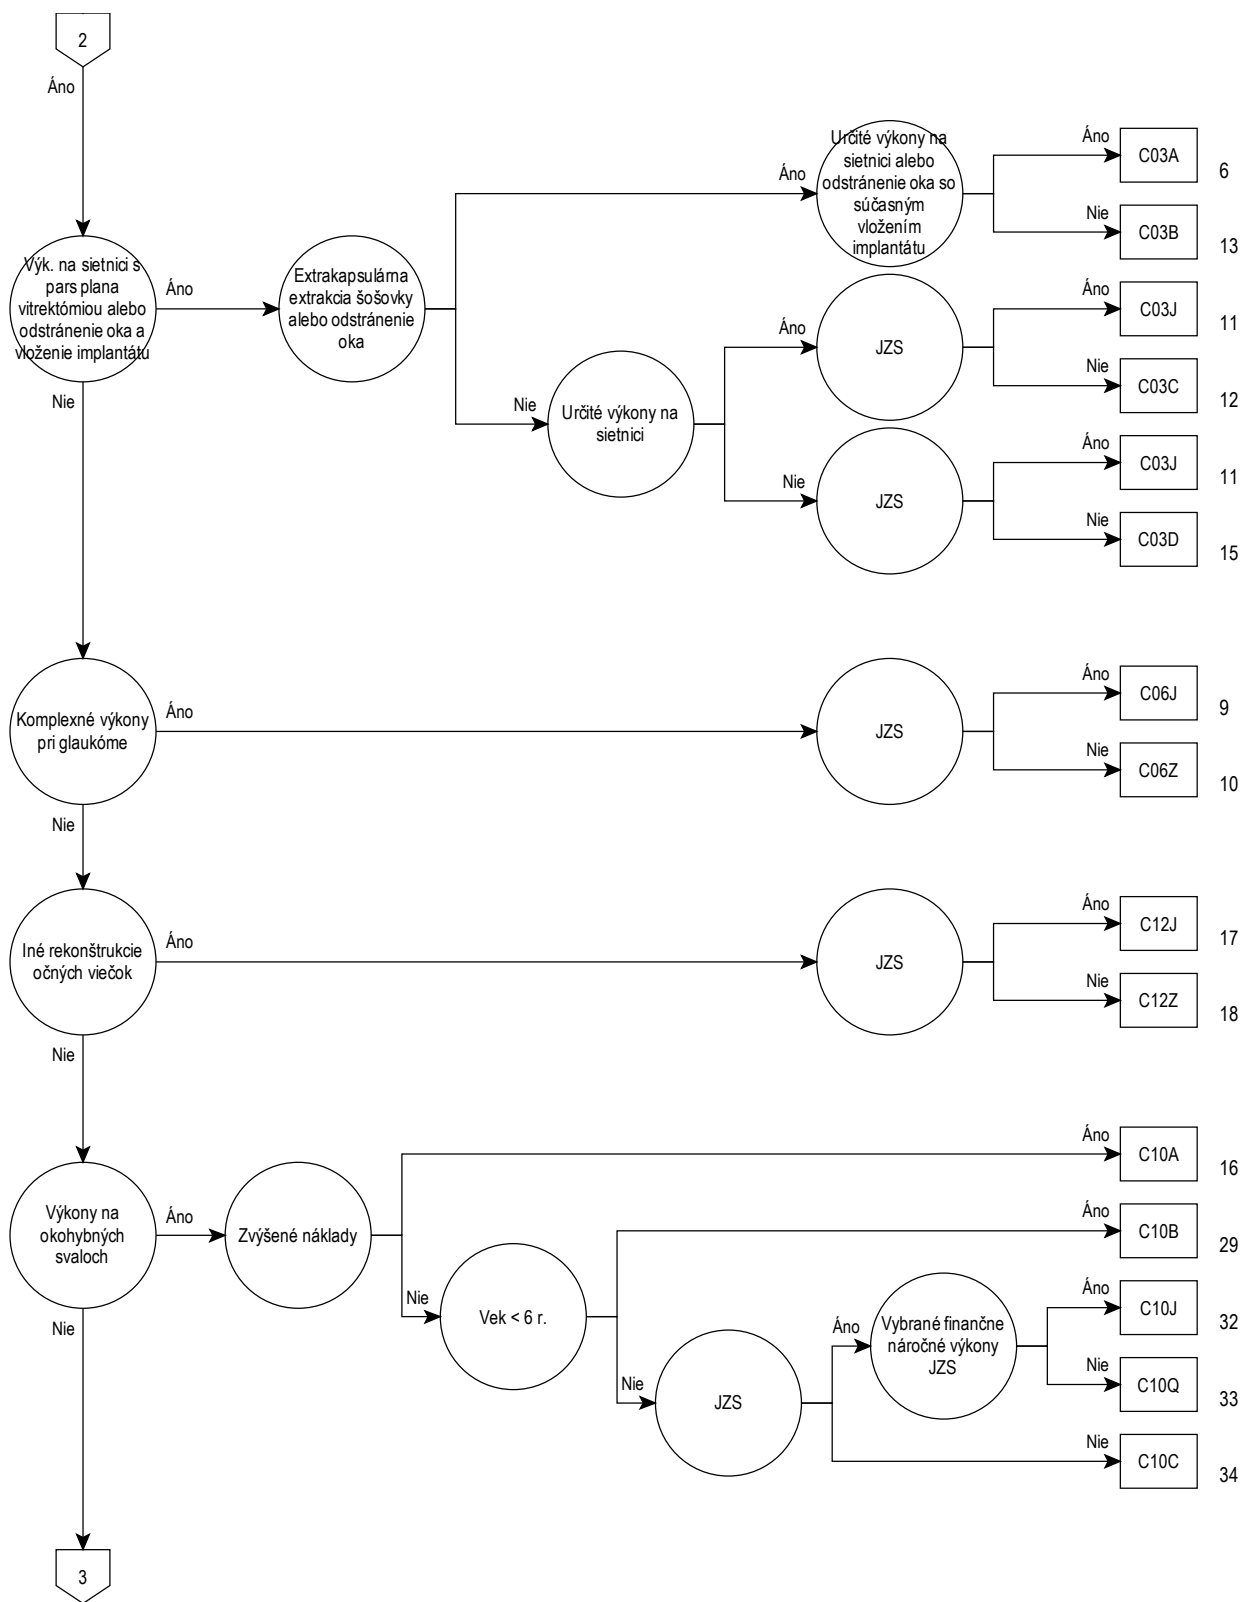 2
Áno
Výk. na sietnici s
pars plana
vitrektómiou alebo
odstránenie oka a
vloženie implantátu
Áno
Nie
Extrakapsulárna
extrakcia šošovky
alebo odstránenie
oka
Áno
Určité výkony na
sietnici alebo
odstránenie oka so
súčasným
vložením
implantátu
Áno
C03A
6
Nie
C03B
13
Nie
Určité výkony na
sietnici
Áno
JZS
Áno
C03J
11
Nie
C03C
12
Nie
JZS
Áno
C03J
11
Nie
C03D
15
Komplexné výkony
pri glaukóme
Áno
Nie
JZS
Áno
C06J
9
Nie
C06Z
10
Iné rekonštrukcie
očných viečok
Áno
Nie
JZS
Áno
C12J
17
Nie
C12Z
18
Výkony na
okohybných
svaloch
Áno
Nie
Zvýšené náklady
Áno
C10A
16
Nie
Vek < 6 r.
Áno
C10B
29
Nie
JZS
Áno
Vybrané finančne
náročné výkony
JZS
Áno
C10J
32
Nie
C10Q
33
Nie
C10C
34
3